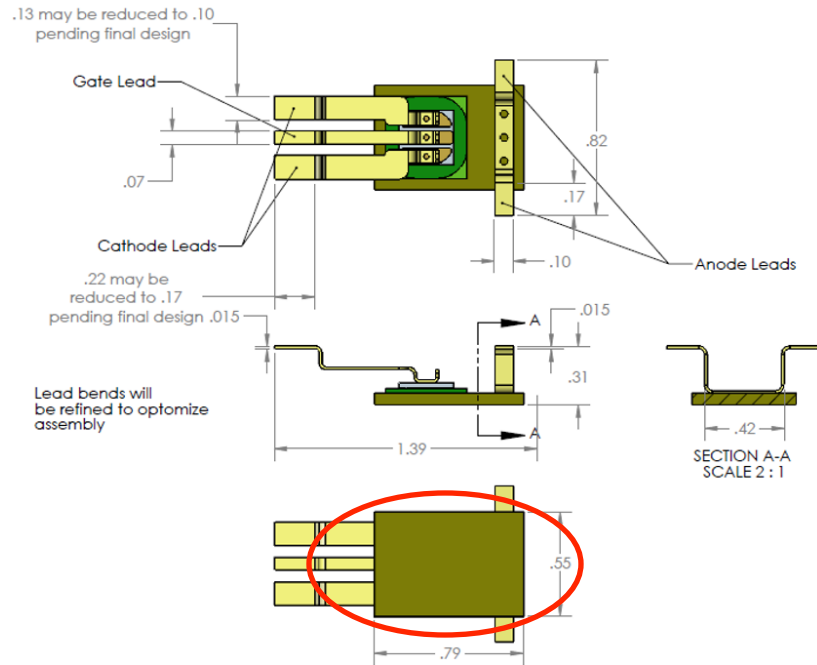 .13 may be reduced to .10
pending final design
Gate Lead
.07
.82
.17
Cathode Leads
.10
Anode Leads
.22 may be
reduced to .17
pending final design .015
.015
A
.31
Lead bends will
be refined to optomize
assembly
A
1.39
.42
SECTION A-A
SCALE 2 : 1
.55
.79